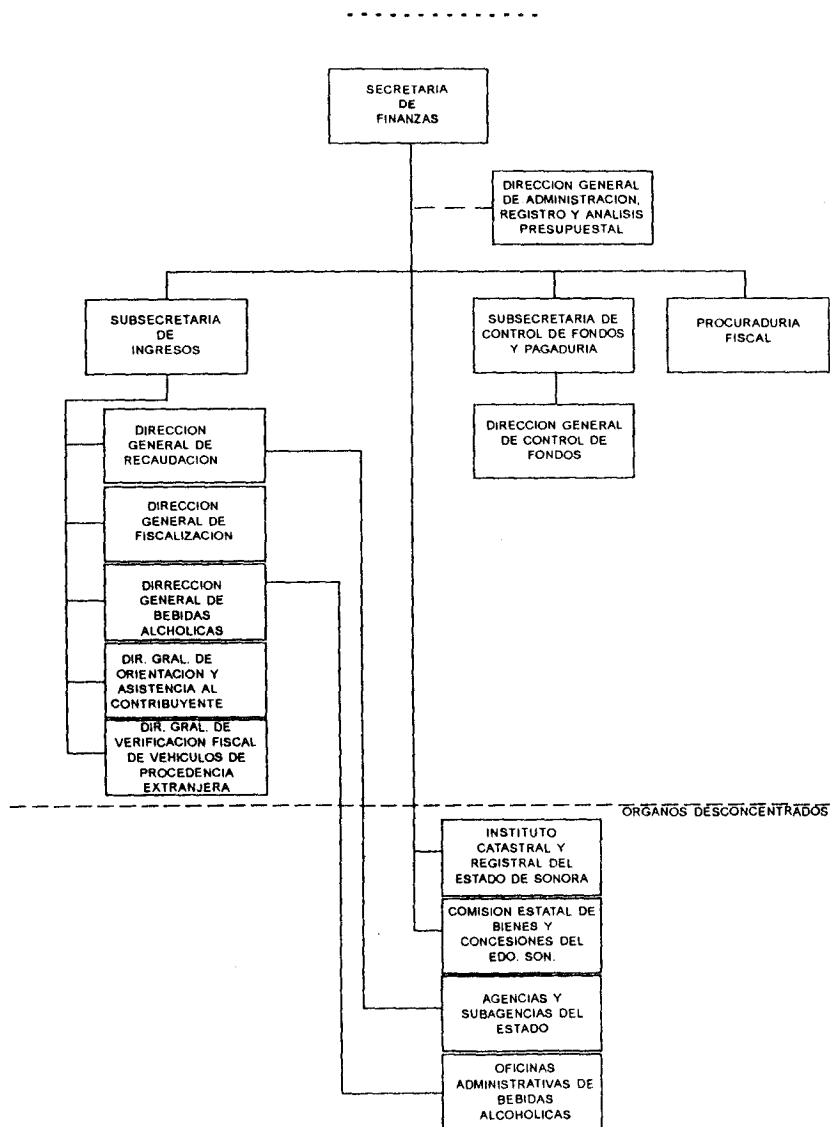 SECRETARIA
DE
FINANZAS
DIRECCION GENERAL
DE ADMINISTRACION,
REGISTRO Y ANALISIS
PRESUPUESTAL
SUBSECRETARIA
DE
INGRESOS
SUBSECRETARIA DE
CONTROL DE FONDOS
Y PAGADURIA
PROCURADURIA
FISCAL
DIRECCION
GENERAL DE
RECAUDACION
DIRECCION GENERAL
DE CONTROL DE
FONDOS
DIRECCION
GENERAL DE
FISCALIZACION
DIRRECCION
GENERAL DE
BEBIDAS
ALCHOLICAS
DIR. GRAL. DE
ORIENTACION Y
ASISTENCIA AL
CONTRIBUYENTE
DIR. GRAL. DE
VERIFICACION FISCAL
DE VEHICULOS DE
PROCEDENCIA
EXTRANJERA
ORGANOS DESCONCENTRADOS
INSTITUTO
CATASTRAL Y
REGISTRAL DEL
ESTADO DE SONORA
COMISION ESTATAL DE
BIENES Y
CONCESIONES DEL
EDO. SON.
AGENCIAS Y
SUBAGENCIAS DEL
ESTADO
OFICINAS
ADMINISTRATIVAS DE
BEBIDAS
ALCOHOLICAS